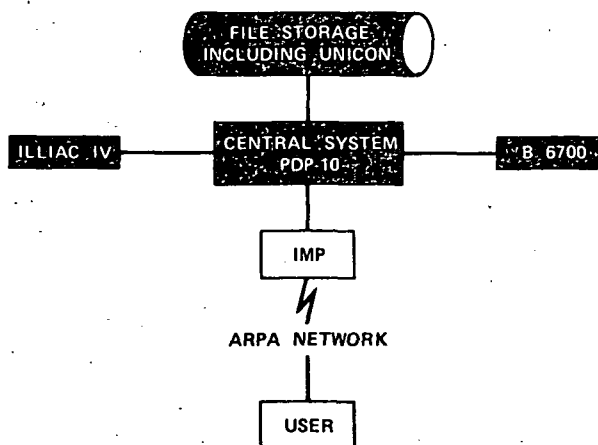 FILE STORAGE
INCLUDING UNICON
ILLIAC IV
CENTRAL SYSTEM
PDP-10
B 6700
IMP
ARPA NETWORK
USER